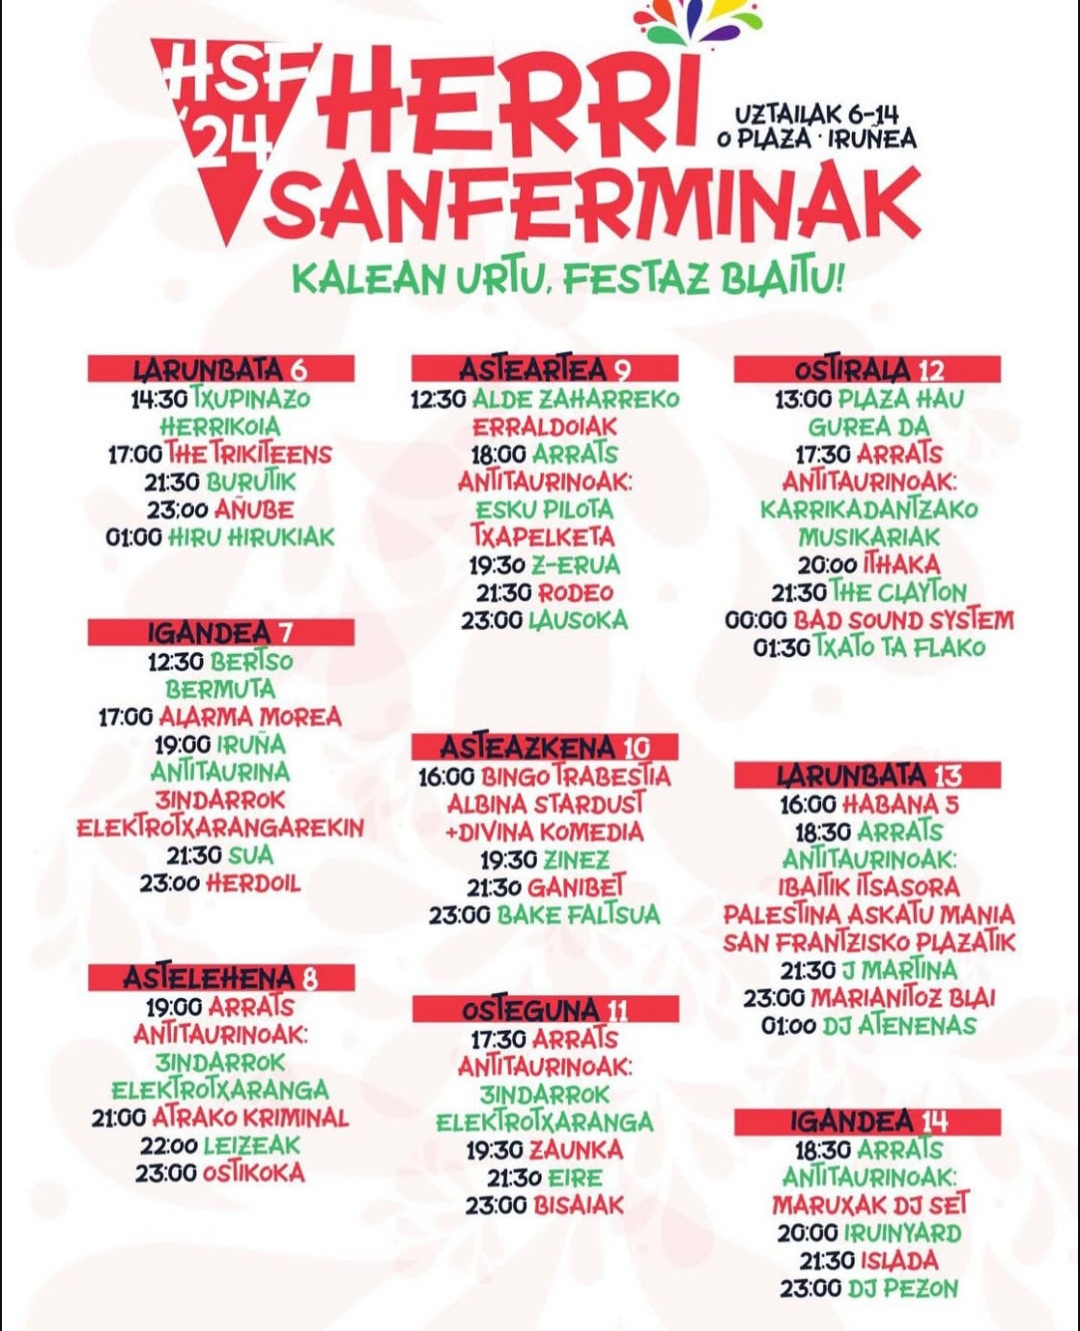 HSF
'24
HERRI
SANFERMINAK
UZTAILAK 6-14
O PLAZA · IRUÑEA
KALEAN URTU, FESTAZ BLAITU!
LARUNBATA 6
14:30 TXUPINAZO
HERRIKOIA
17:00 THE TRIKITEENS
21:30 BURUTIK
23:00 AÑUBE
01:00 HIRU HIRUKIAK
IGANDEA 7
12:30 BERTSO
BERMUTA
17:00 ALARMA MOREA
19:00 IRUÑA
ANTITAURINA
3INDARROK
ELEKTROTXARANGAREKIN
21:30 SUA
23:00 HERDOIL
ASTELEHENA 8
19:00 ARRATS
ANTITAURINOAK:
3INDARROK
ELEKTROTXARANGA
21:00 ATRAKO KRIMINAL
22:00 LEIZEAK
23:00 OSTIKOKA
ASTEARTEA 9
12:30 ALDE ZAHARREKO
ERRALDOIAK
18:00 ARRATS
ANTITAURINOAK:
ESKU PILOTA
TXAPELKETA
19:30 Z-ERUA
21:30 RODEO
23:00 LAUSOKA
ASTEAZKENA 10
16:00 BINGO TRABESTIA
ALBINA STARDUST
+DIVINA KOMEDIA
19:30 ZINEZ
21:30 GANIBET
23:00 BAKE FALTSUA
OSTEGUNA 11
17:30 ARRATS
ANTITAURINOAK:
3INDARROK
ELEKTROTXARANGA
19:30 ZAUNKA
21:30 EIRE
23:00 BISAIAK
OSTIRALA 12
13:00 PLAZA HAU
GUREA DA
17:30 ARRATS
ANTITAURINOAK:
KARRIKADANTZAKO
MUSIKARIAK
20:00 ITHAKA
21:30 THE CLAYTON
00:00 BAD SOUND SYSTEM
01:30 TXATO TA FLAKO
LARUNBATA 13
16:00 HABANA 5
18:30 ARRATS
ANTITAURINOAK:
IBAITIK ITSASORA
PALESTINA ASKATU MANIA
SAN FRANTZISKO PLAZATIK
21:30 J MARTINA
23:00 MARIANITOZ BLAI
01:00 DJ ATENENAS
IGANDEA 14
18:30 ARRATS
ANTITAURINOAK:
MARUXAK DJ SET
20:00 IRUINYARD
21:30 ISLADA
23:00 DJ PEZON